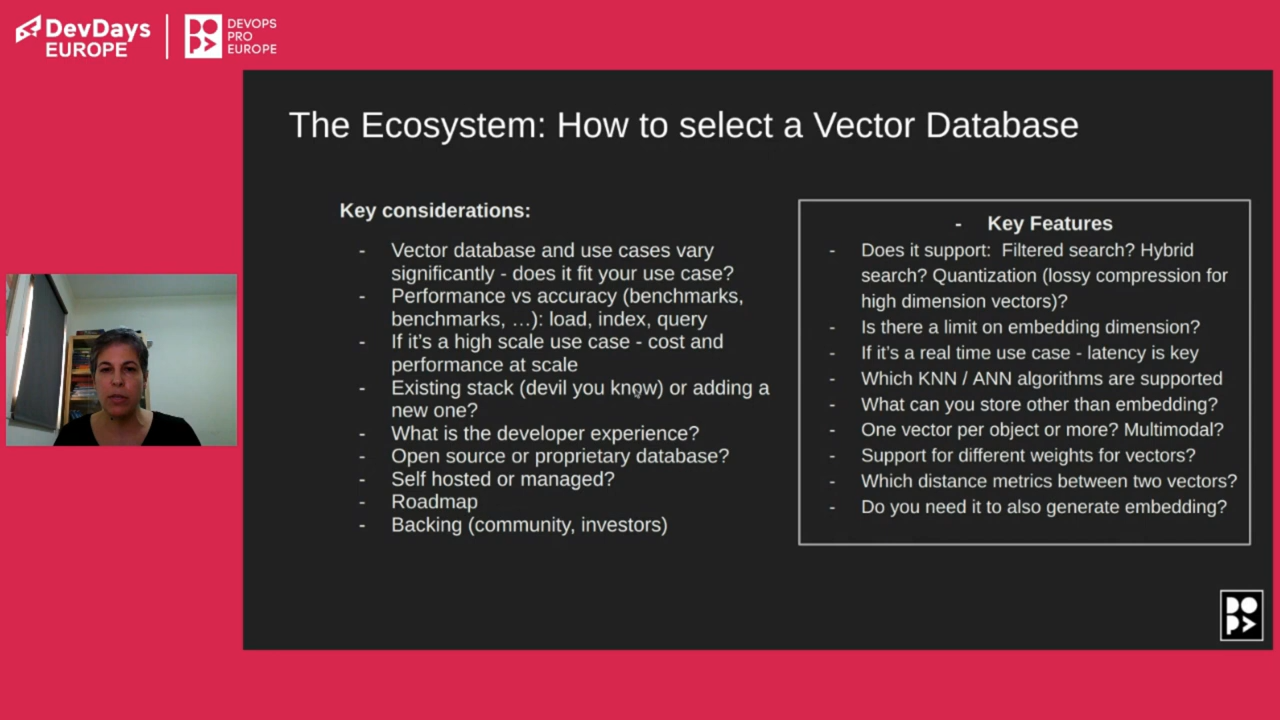 DevDays
EUROPE
DEVOPS
PRO
EUROPE
The Ecosystem: How to select a Vector Database
Key considerations:
- Vector database and use cases vary
significantly - does it fit your use case?
- Performance vs accuracy (benchmarks,
benchmarks, …): load, index, query
- If it's a high scale use case - cost and
performance at scale
- Existing stack (devil you know) or adding a
new one?
- What is the developer experience?
- Open source or proprietary database?
- Self hosted or managed?
- Roadmap
- Backing (community, investors)
- Key Features
- Does it support: Filtered search? Hybrid
search? Quantization (lossy compression for
high dimension vectors)?
- Is there a limit on embedding dimension?
- If it's a real time use case - latency is key
- Which KNN / ANN algorithms are supported
- What can you store other than embedding?
- One vector per object or more? Multimodal?
- Support for different weights for vectors?
- Which distance metrics between two vectors?
- Do you need it to also generate embedding?